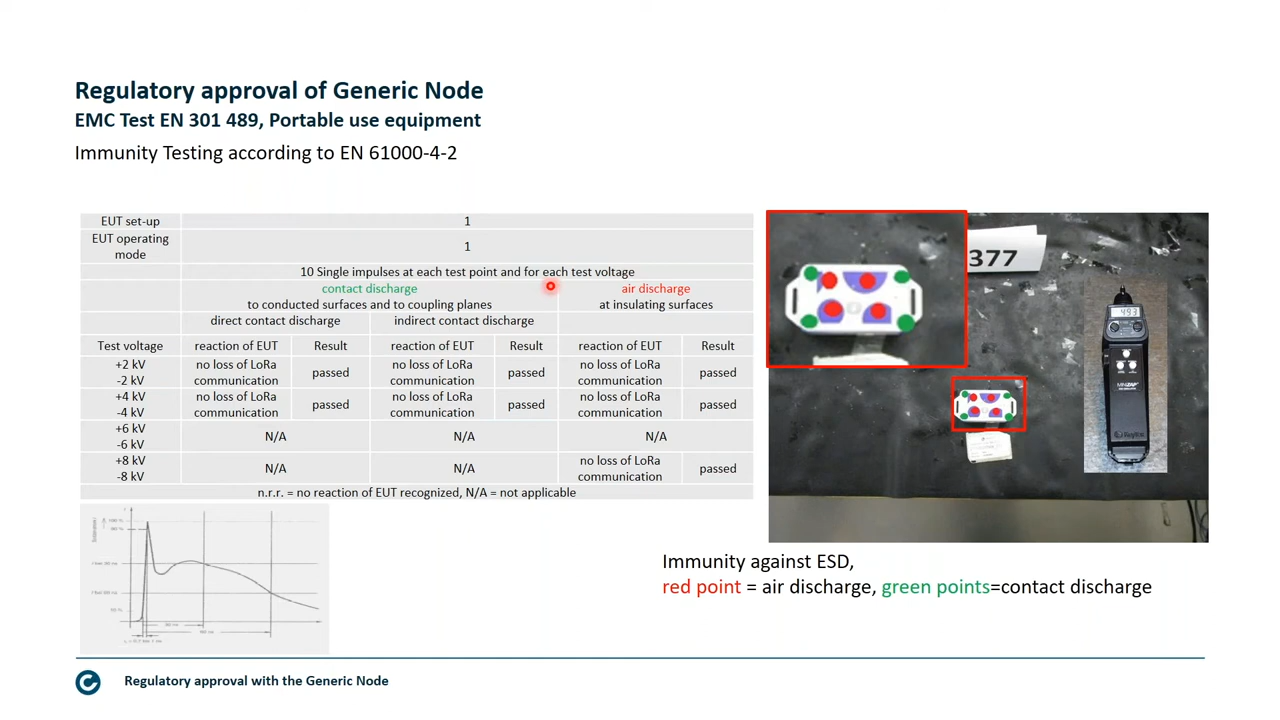 Regulatory approval of Generic Node
EMC Test EN 301 489, Portable use equipment
Immunity Testing according to EN 61000-4-2
EUT set-up 1
EUT operating mode 1
10 Single impulses at each test point and for each test voltage
contact discharge
to conducted surfaces and to coupling planes
air discharge
at insulating surfaces
direct contact discharge indirect contact discharge
Test voltage reaction of EUT Result reaction of EUT Result reaction of EUT Result
+2 kV
-2 kV
no loss of LoRa communication passed no loss of LoRa communication passed no loss of LoRa communication passed
+4 kV
-4 kV
no loss of LoRa communication passed no loss of LoRa communication passed no loss of LoRa communication passed
+6 kV
-6 kV
N/A N/A N/A
+8 kV
-8 kV
N/A N/A no loss of LoRa communication passed
n.r.r. = no reaction of EUT recognized, N/A = not applicable
377
Immunity against ESD,
red point = air discharge, green points=contact discharge
Regulatory approval with the Generic Node